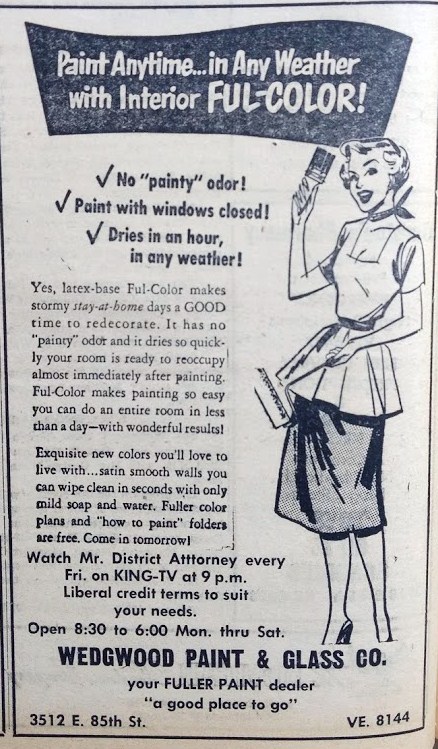 Paint Anytime...in Any Weather
with Interior FUL-COLOR!
✓ No "painty" odor!
✓ Paint with windows closed!
✓ Dries in an hour,
in any weather!
Yes, latex-base Ful-Color makes
stormy stay-at-home days a GOOD
time to redecorate. It has no
"painty" odor and it dries so quick-
ly your room is ready to reoccupy
almost immediately after painting.
Ful-Color makes painting so easy
you can do an entire room in less
than a day—with wonderful results!
Exquisite new colors you'll love to
live with...satin smooth walls you
can wipe clean in seconds with only
mild soap and water. Fuller color
plans and "how to paint" folders
are free. Come in tomorrow!
Watch Mr. District Atttorney every
Fri. on KING-TV at 9 p.m.
Liberal credit terms to suit
your needs.
Open 8:30 to 6:00 Mon. thru Sat.
WEDGWOOD PAINT & GLASS CO.
your FULLER PAINT dealer
"a good place to go"
3512 E. 85th St. VE. 8144